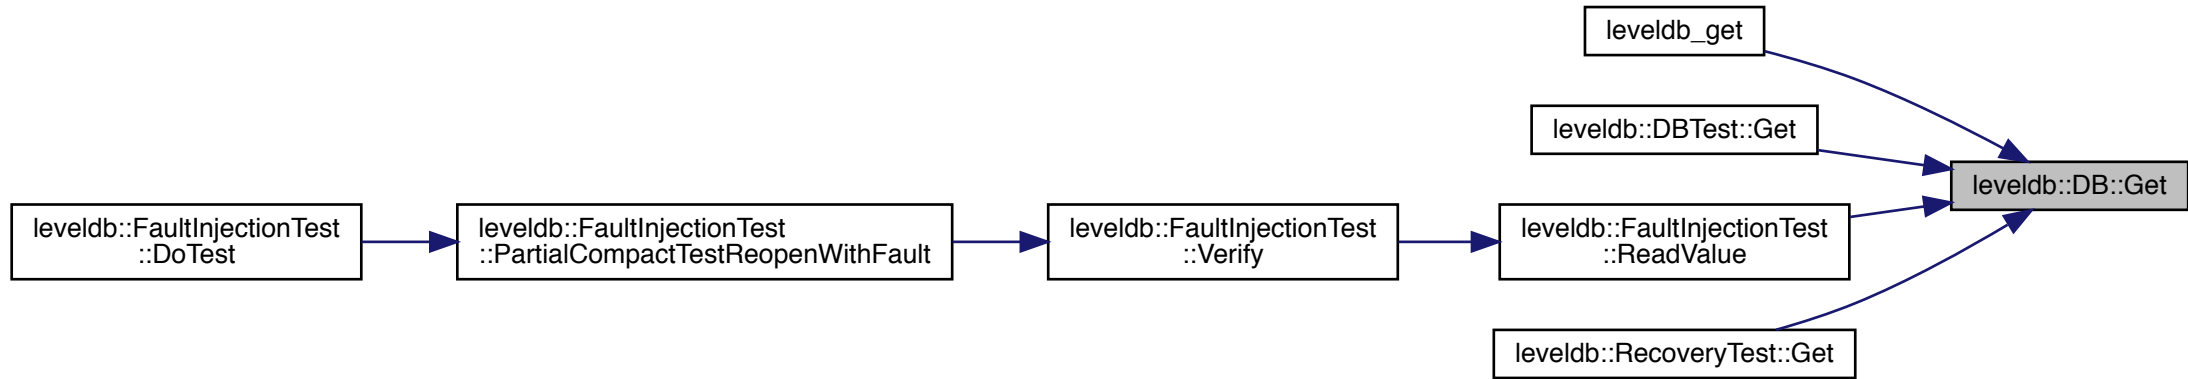 leveldb_get
leveldb::DBTest::Get
leveldb::DB::Get
leveldb::FaultInjectionTest
::DoTest
leveldb::FaultInjectionTest
::PartialCompactTestReopenWithFault
leveldb::FaultInjectionTest
::Verify
leveldb::FaultInjectionTest
::ReadValue
leveldb::RecoveryTest::Get